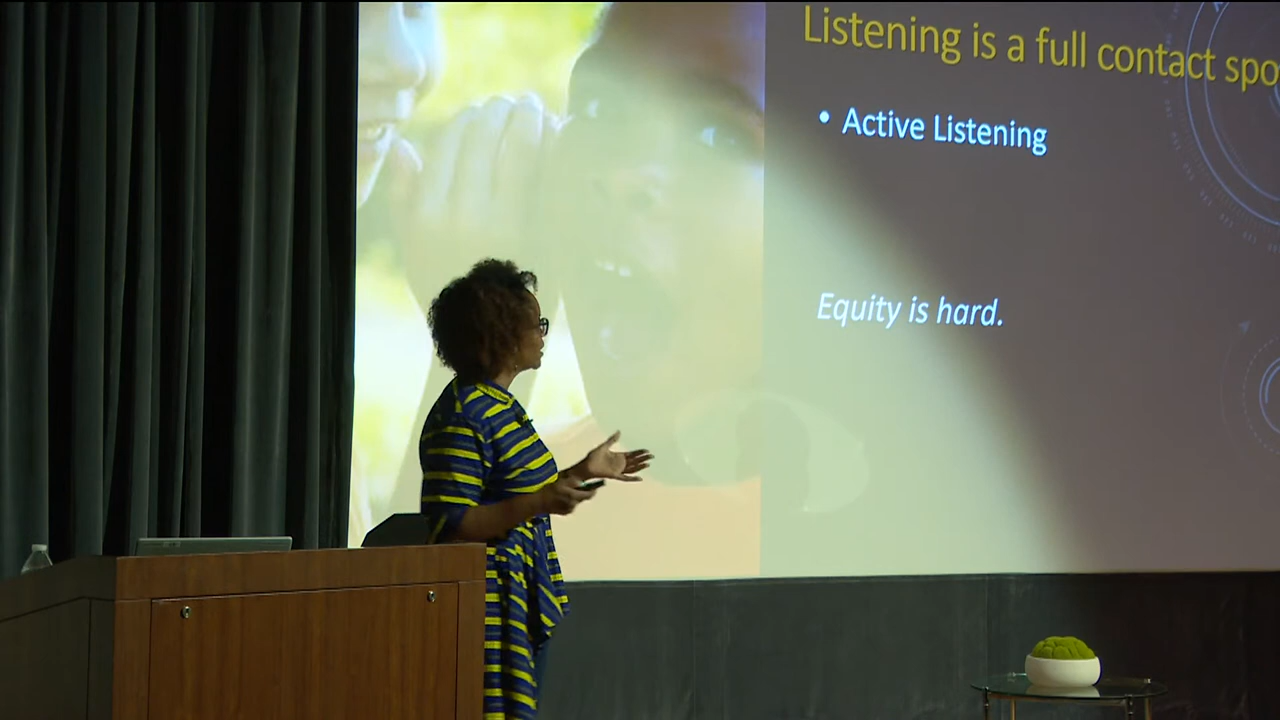 Listening is a full contact spo
• Active Listening
Equity is hard.